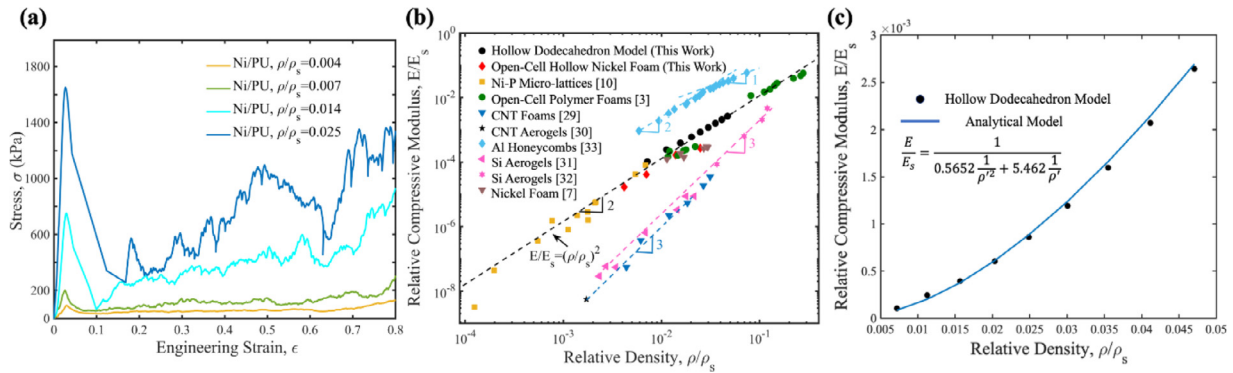 (a)
1800
1400
1000
600
200
0
0
0.1
0.2
0.3
0.4
0.5
0.6
0.7
0.8
Stress, σ (kPa)
Engineering Strain, ϵ
Ni/PU, ρ/ρs=0.004
Ni/PU, ρ/ρs=0.007
Ni/PU, ρ/ρs=0.014
Ni/PU, ρ/ρs=0.025
(b)
Relative Compressive Modulus, E/Es
10^0
10^-2
10^-4
10^-6
10^-8
10^-4
10^-3
10^-2
10^-1
Relative Density, ρ/ρs
Hollow Dodecahedron Model (This Work)
Open-Cell Hollow Nickel Foam (This Work)
Ni-P Micro-lattices [10]
Open-Cell Polymer Foams [3]
CNT Foams [29]
CNT Aerogels [30]
Al Honeycombs [33]
Si Aerogels [31]
Si Aerogels [32]
Nickel Foam [7]
1
2
3
2
3
E/Es=(ρ/ρs)^2
(c)
×10^-3
3
2.5
2
1.5
1
0.5
0
0.005
0.01
0.015
0.02
0.025
0.03
0.035
0.04
0.045
0.05
Relative Compressive Modulus, E/Es
Relative Density, ρ/ρs
Hollow Dodecahedron Model
Analytical Model
E/Es = 1/(0.5652 1/ρ'^2 + 5.462 1/ρ')